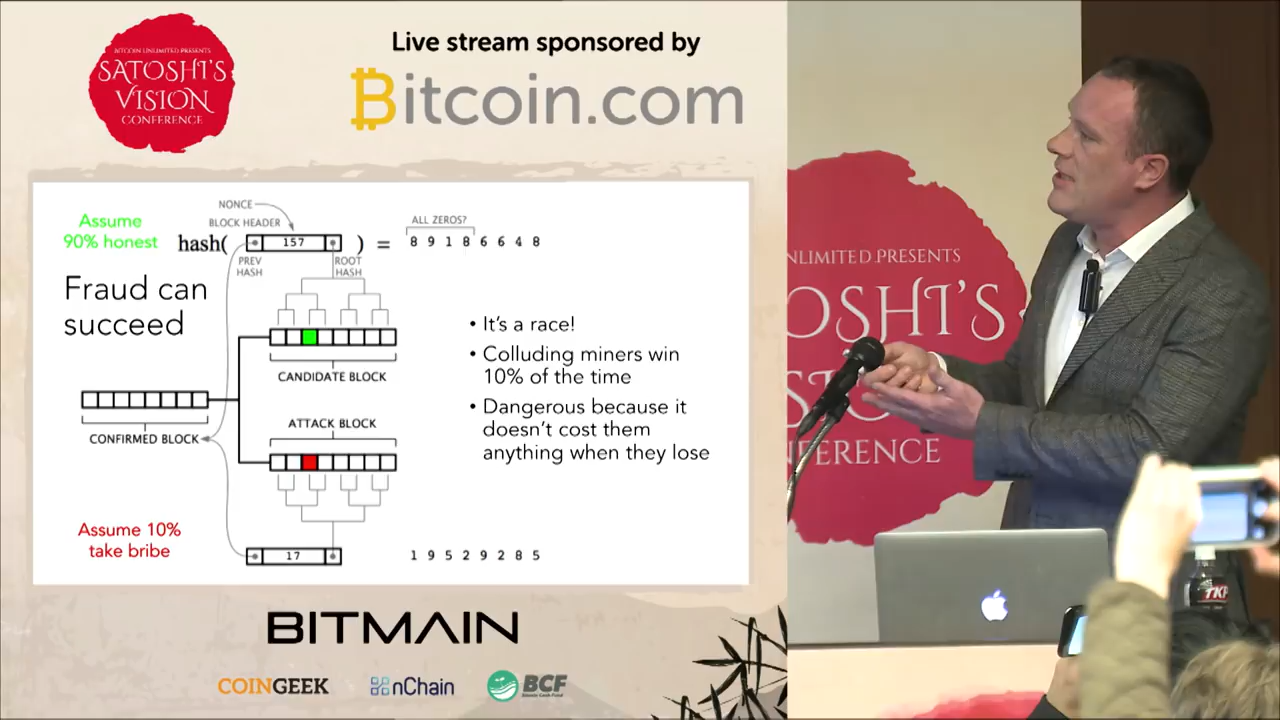 BITCOIN UNLIMITED PRESENTS
SATOSHI'S
VISION
CONFERENCE
Live stream sponsored by
Bitcoin.com
Assume
90% honest
NONCE
BLOCK HEADER
hash(
157
) =
ALL ZEROS?
8 9 1 8 6 6 4 8
PREV
HASH
ROOT
HASH
Fraud can
succeed
CANDIDATE BLOCK
ATTACK BLOCK
CONFIRMED BLOCK
• It's a race!
• Colluding miners win
10% of the time
• Dangerous because it
doesn't cost them
anything when they lose
Assume 10%
take bribe
17
1 9 5 2 9 2 8 5
BITMAIN
COINGEEK
nChain
BCF
NLIMITED PRESENTS
OSHI'S
SI
NFERENCE
TKP